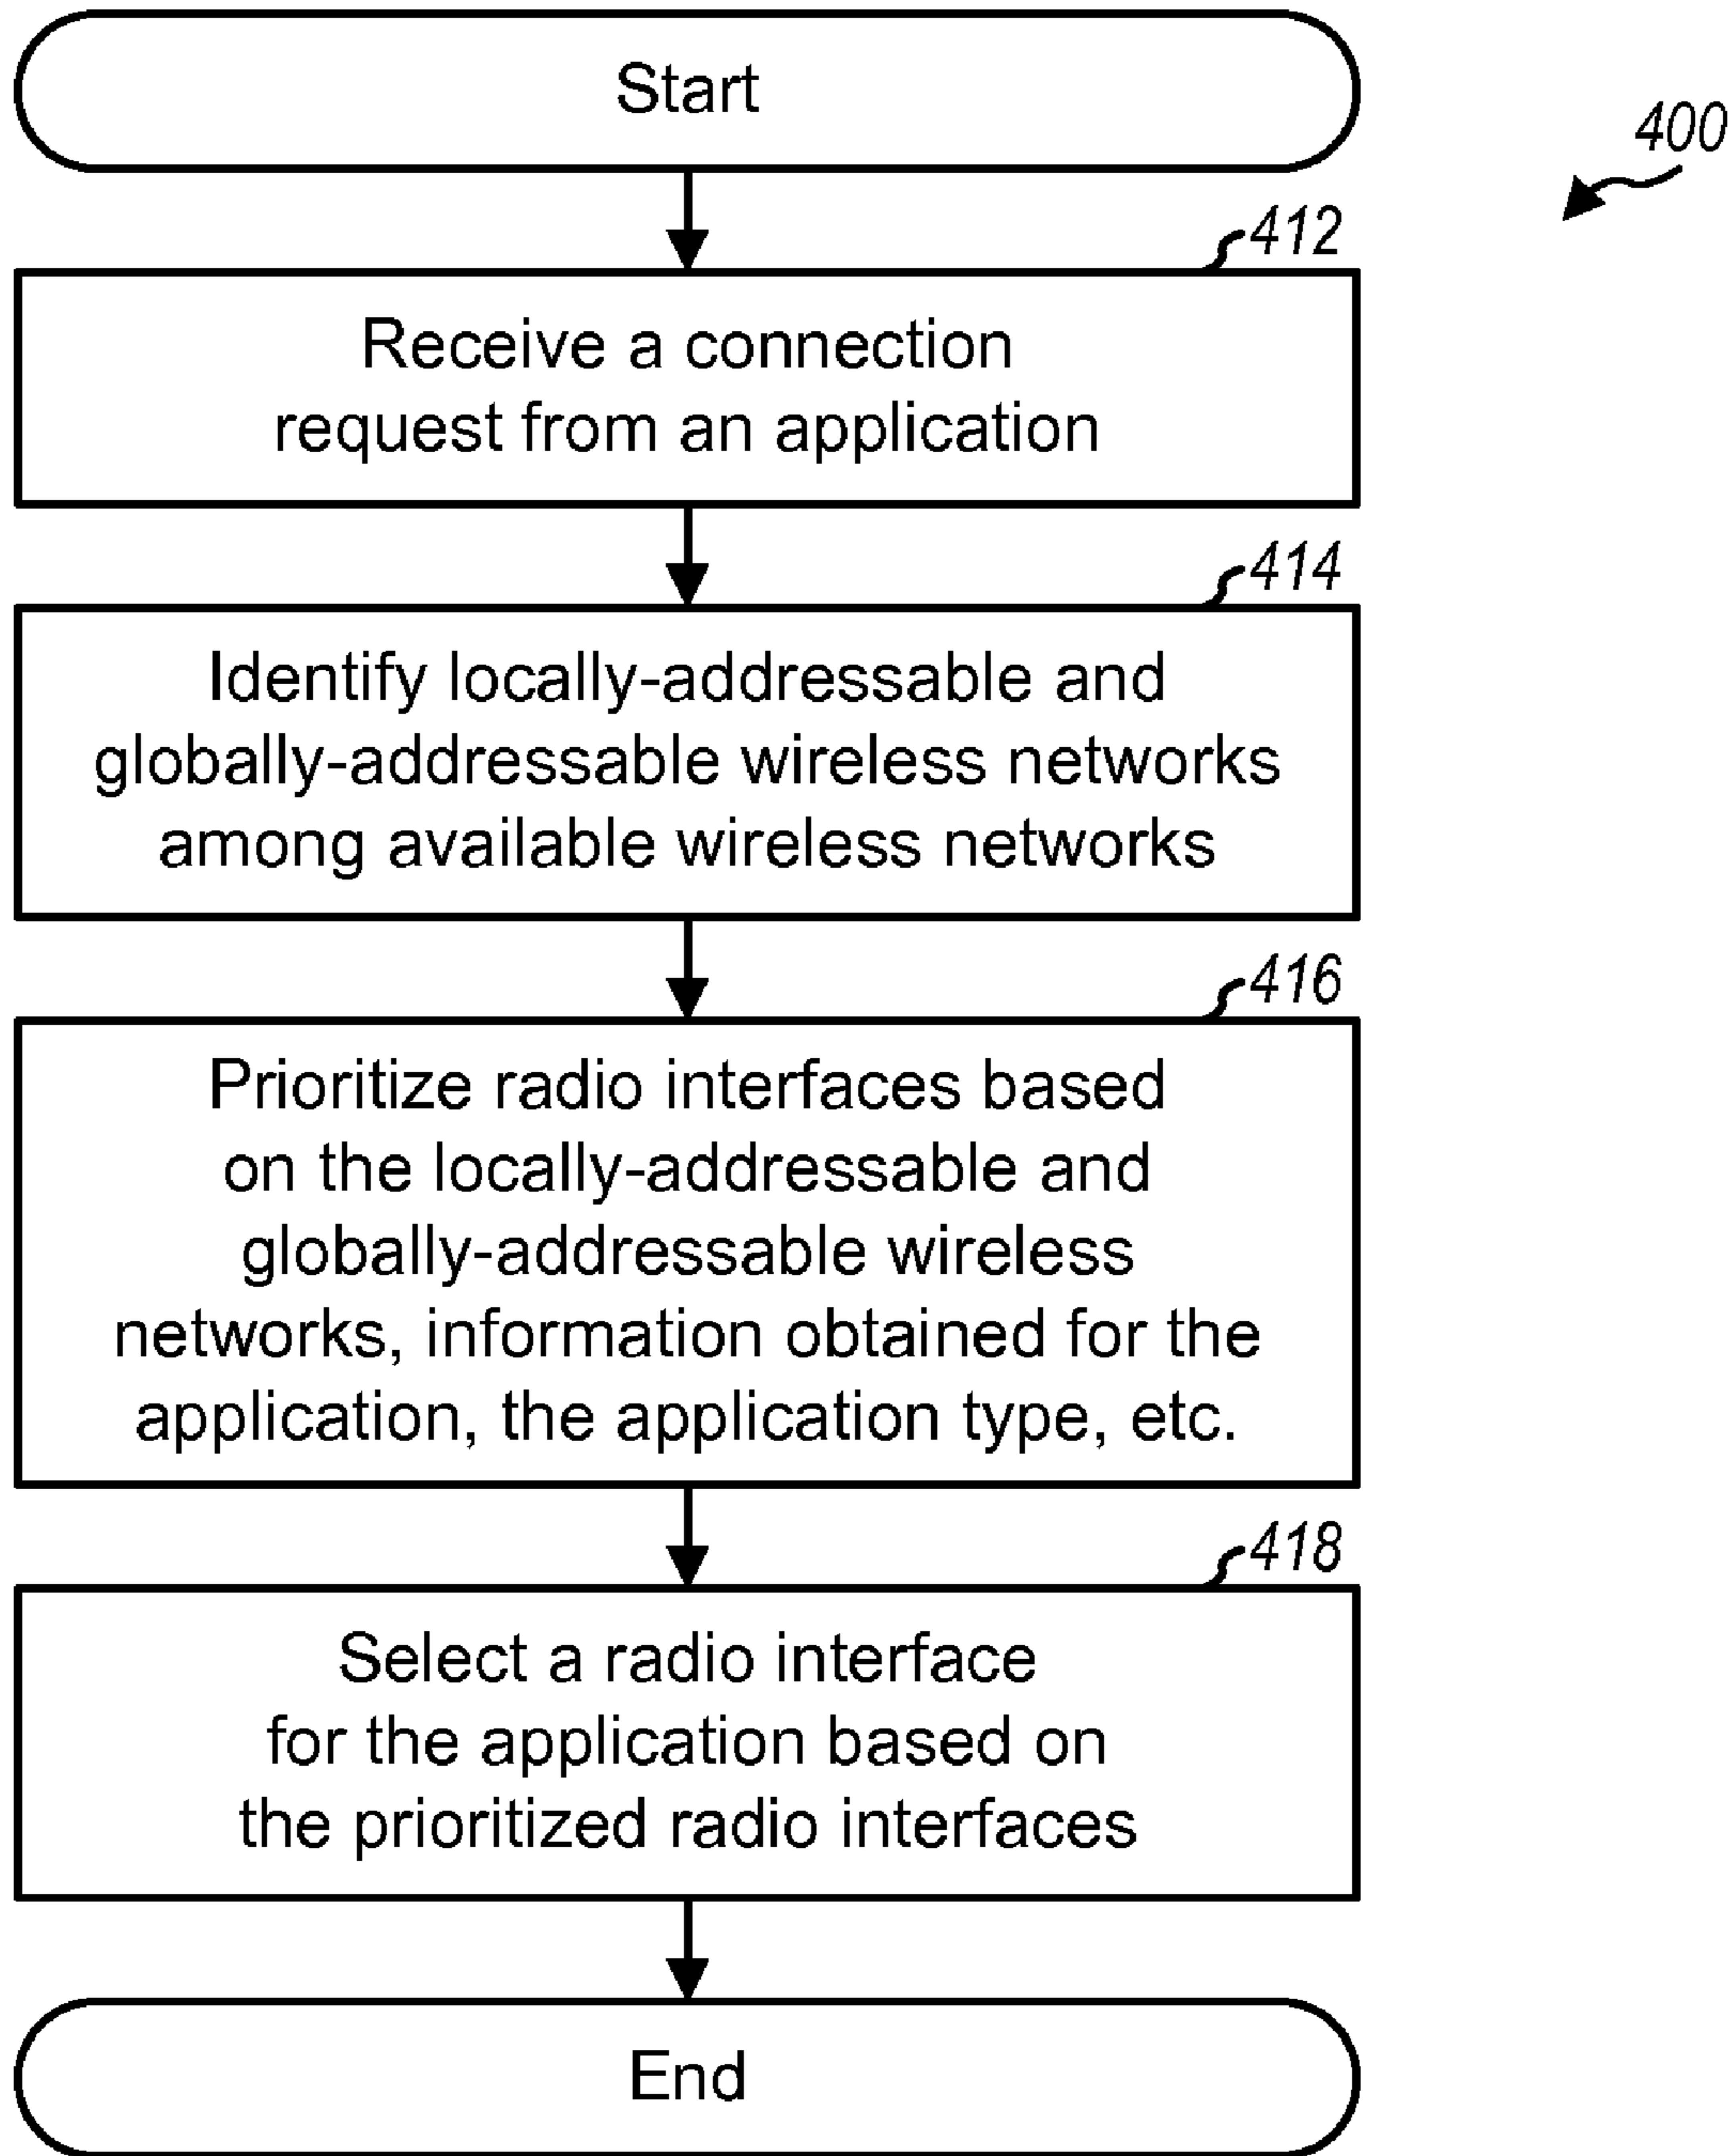 Start
400
412
Receive a connection
request from an application
414
Identify locally-addressable and
globally-addressable wireless networks
among available wireless networks
416
Prioritize radio interfaces based
on the locally-addressable and
globally-addressable wireless
networks, information obtained for the
application, the application type, etc.
418
Select a radio interface
for the application based on
the prioritized radio interfaces
End